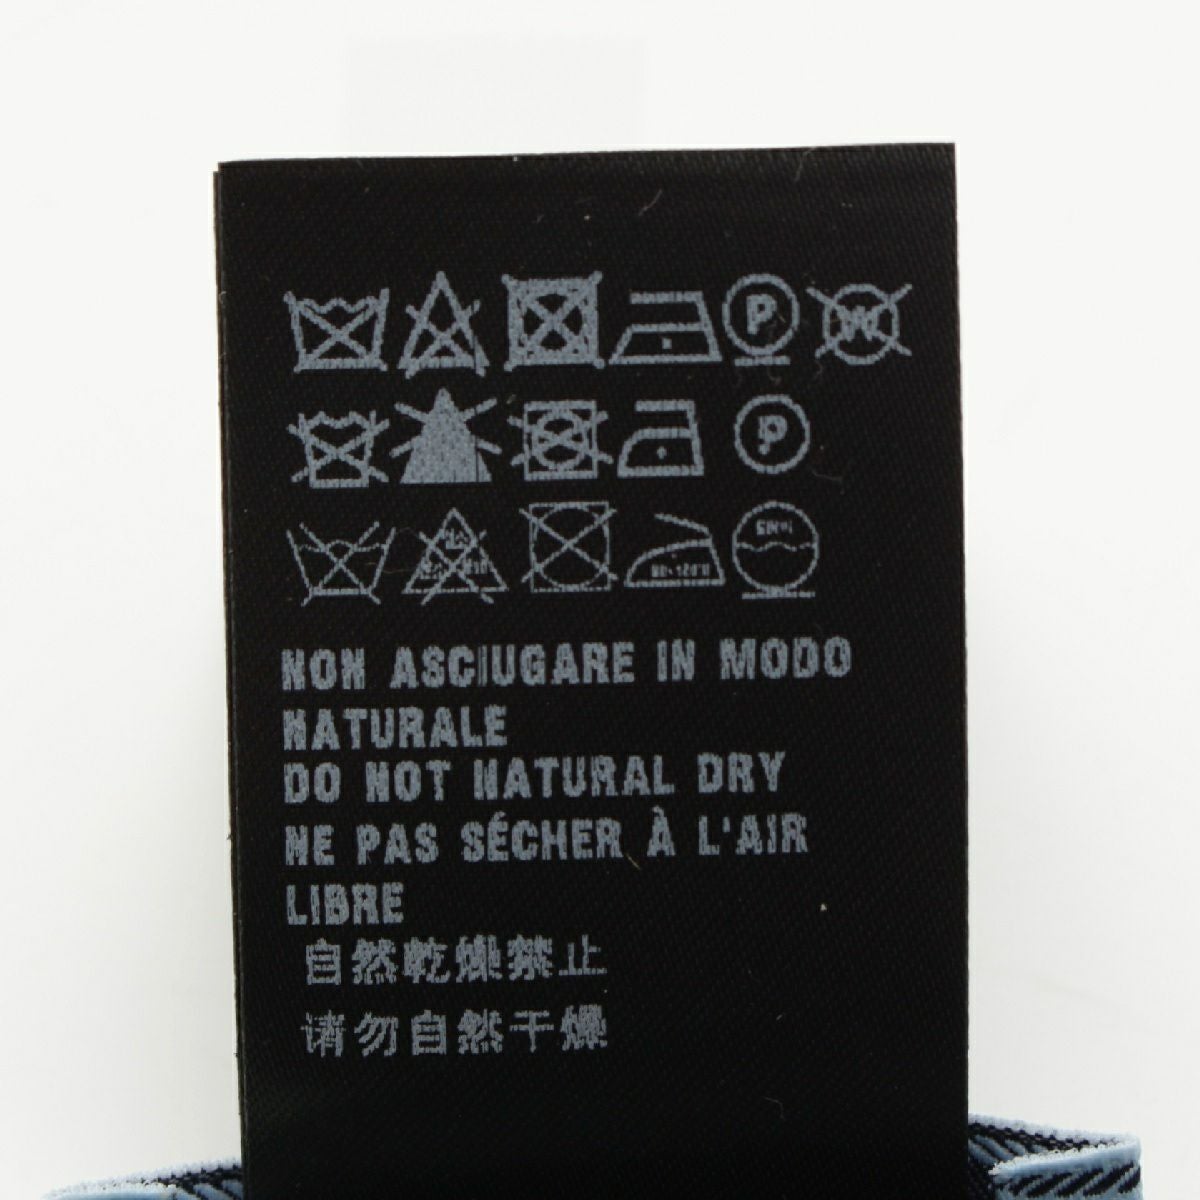 P W
P
NON ASCIUGARE IN MODO
NATURALE
DO NOT NATURAL DRY
NE PAS SÉCHER À L'AIR
LIBRE
自然乾燥禁止
请勿自然干燥